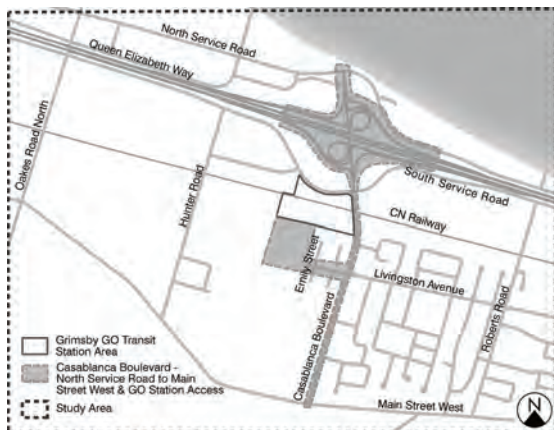 North Service Road
Queen Elizabeth Way
Oakes Road North
Hunter Road
South Service Road
CN Railway
Emily Street
Livingston Avenue
Casablanca Boulevard
Roberts Road
Main Street West
Grimsby GO Transit
Station Area
Casablanca Boulevard -
North Service Road to Main
Street West & GO Station Access
Study Area
N